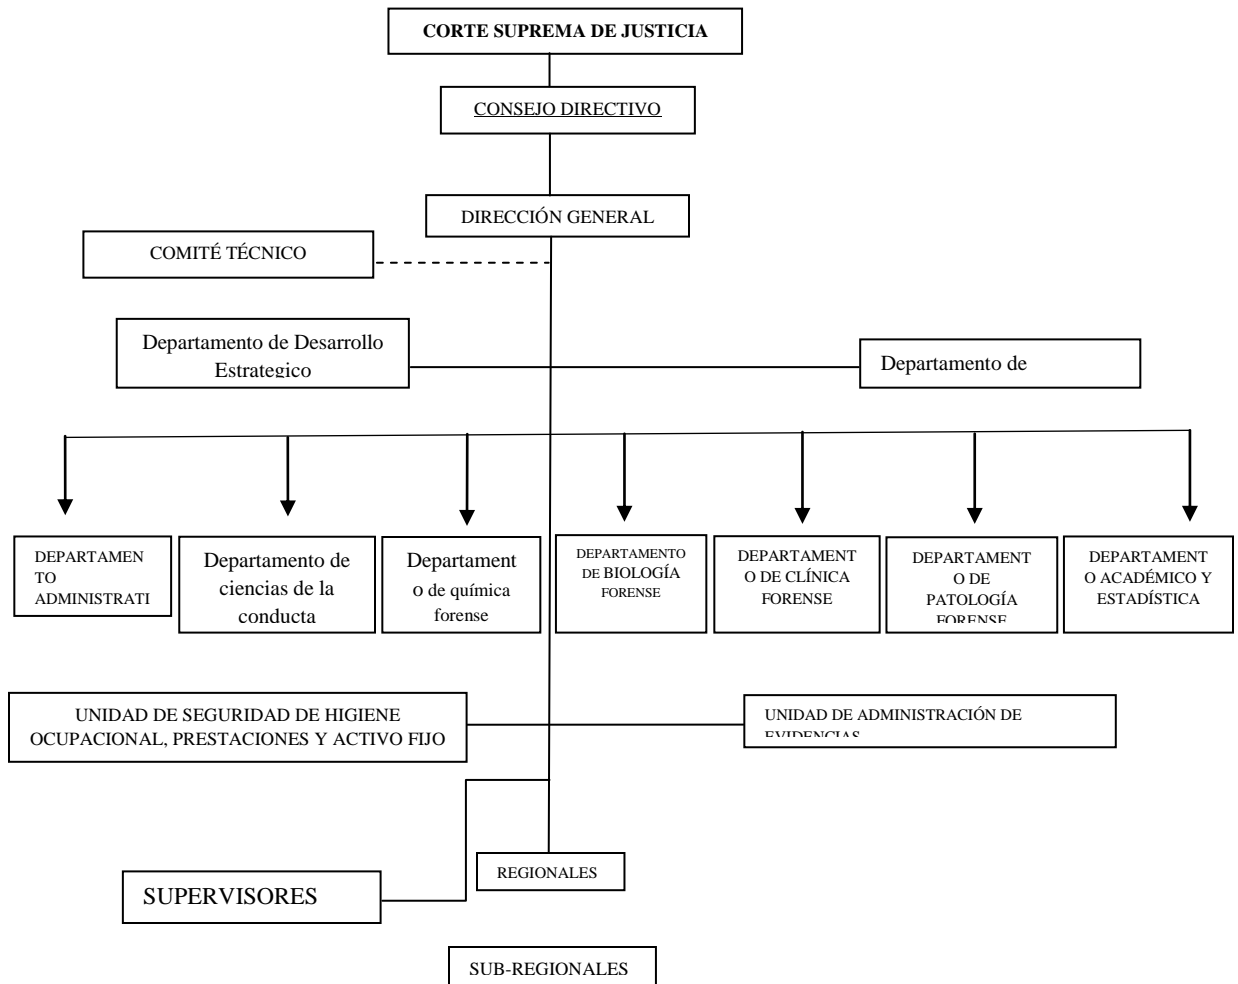 CORTE SUPREMA DE JUSTICIA
CONSEJO DIRECTIVO
DIRECCIÓN GENERAL
COMITÉ TÉCNICO
Departamento de Desarrollo
Estrategico
Departamento de
DEPARTAMEN
TO
ADMINISTRATI
Departamento de
ciencias de la
conducta
Departament
o de química
forense
DEPARTAMENTO
DE BIOLOGÍA
FORENSE
DEPARTAMENT
O DE CLÍNICA
FORENSE
DEPARTAMENT
O DE
PATOLOGÍA
FORENSE
DEPARTAMENT
O ACADÉMICO Y
ESTADÍSTICA
UNIDAD DE SEGURIDAD DE HIGIENE
OCUPACIONAL, PRESTACIONES Y ACTIVO FIJO
UNIDAD DE ADMINISTRACIÓN DE
EVIDENCIAS
REGIONALES
SUPERVISORES
SUB-REGIONALES